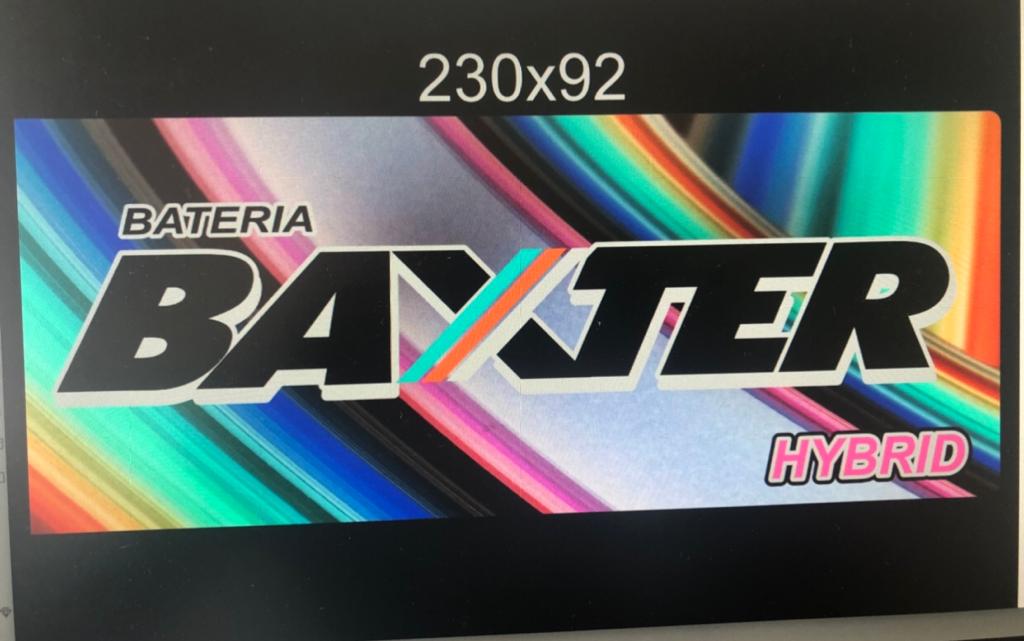 230x92
BATERIA
BAXTER
HYBRID